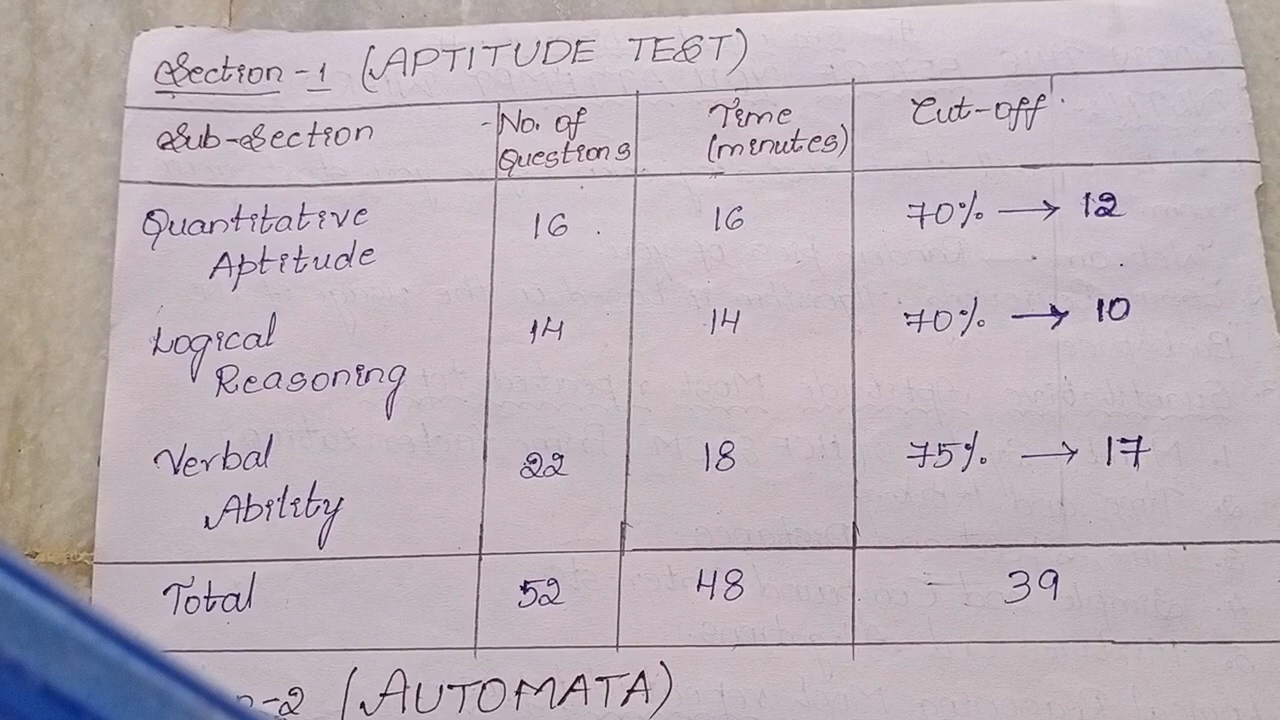 Section-1 (APTITUDE TEST)
Sub-Section No. of Questions Time (minutes) Cut-off
Quantitative Aptitude 16 16 70% → 12
Logical Reasoning 14 14 70% → 10
Verbal Ability 22 18 75% → 17
Total 52 48 39
-2 (AUTOMATA)